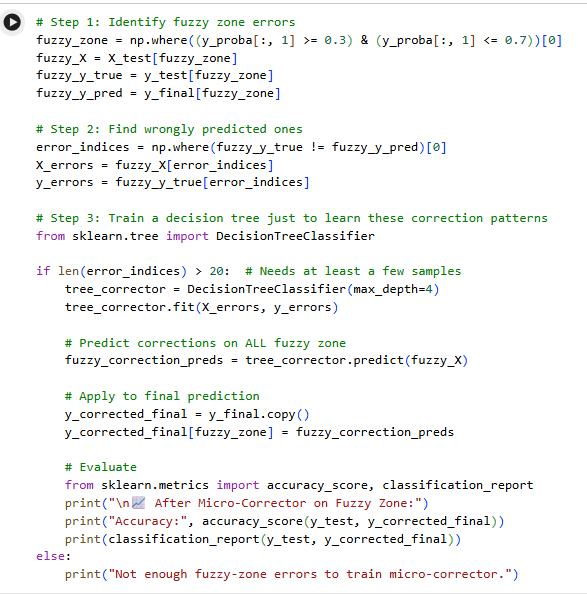 # Step 1: Identify fuzzy zone errors
fuzzy_zone = np.where((y_proba[:, 1] >= 0.3) & (y_proba[:, 1] <= 0.7))[0]
fuzzy_X = X_test[fuzzy_zone]
fuzzy_y_true = y_test[fuzzy_zone]
fuzzy_y_pred = y_final[fuzzy_zone]

# Step 2: Find wrongly predicted ones
error_indices = np.where(fuzzy_y_true != fuzzy_y_pred)[0]
X_errors = fuzzy_X[error_indices]
y_errors = fuzzy_y_true[error_indices]

# Step 3: Train a decision tree just to learn these correction patterns
from sklearn.tree import DecisionTreeClassifier

if len(error_indices) > 20:  # Needs at least a few samples
    tree_corrector = DecisionTreeClassifier(max_depth=4)
    tree_corrector.fit(X_errors, y_errors)

    # Predict corrections on ALL fuzzy zone
    fuzzy_correction_preds = tree_corrector.predict(fuzzy_X)

    # Apply to final prediction
    y_corrected_final = y_final.copy()
    y_corrected_final[fuzzy_zone] = fuzzy_correction_preds

    # Evaluate
    from sklearn.metrics import accuracy_score, classification_report
    print("\n📈 After Micro-Corrector on Fuzzy Zone:")
    print("Accuracy:", accuracy_score(y_test, y_corrected_final))
    print(classification_report(y_test, y_corrected_final))
else:
    print("Not enough fuzzy-zone errors to train micro-corrector.")